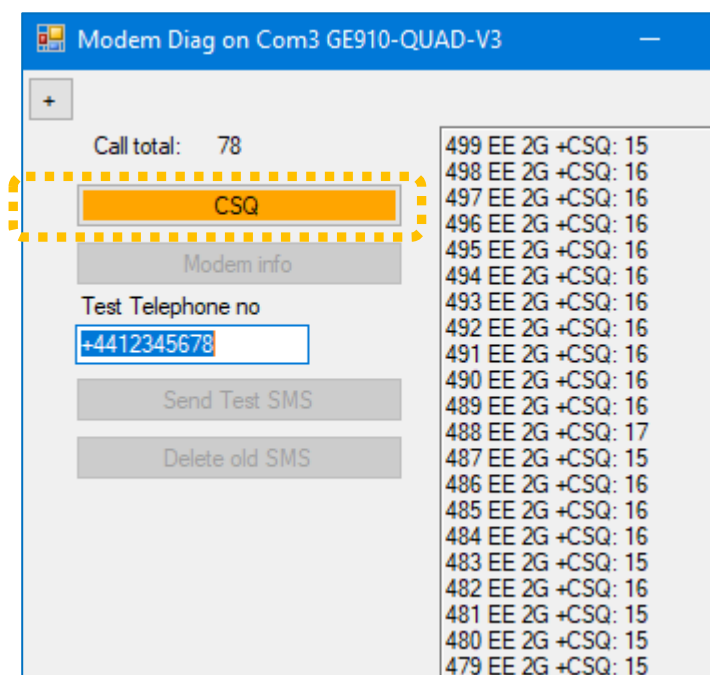 Modem Diag on Com3 GE910-QUAD-V3
+
Call total: 78
CSQ
Modem info
Test Telephone no
+4412345678
Send Test SMS
Delete old SMS
499 EE 2G +CSQ: 15
498 EE 2G +CSQ: 16
497 EE 2G +CSQ: 16
496 EE 2G +CSQ: 16
495 EE 2G +CSQ: 16
494 EE 2G +CSQ: 16
493 EE 2G +CSQ: 16
492 EE 2G +CSQ: 16
491 EE 2G +CSQ: 16
490 EE 2G +CSQ: 16
489 EE 2G +CSQ: 16
488 EE 2G +CSQ: 17
487 EE 2G +CSQ: 15
486 EE 2G +CSQ: 16
485 EE 2G +CSQ: 16
484 EE 2G +CSQ: 16
483 EE 2G +CSQ: 15
482 EE 2G +CSQ: 16
481 EE 2G +CSQ: 15
480 EE 2G +CSQ: 15
479 EE 2G +CSQ: 15